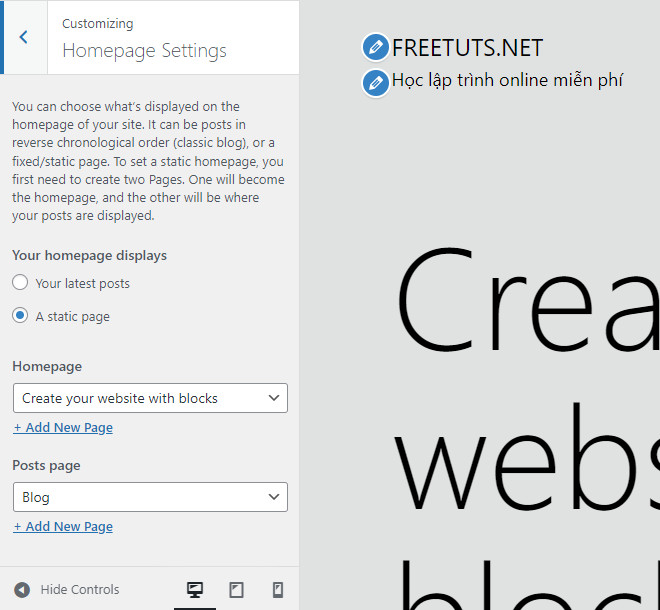 Customizing
Homepage Settings
You can choose what's displayed on the
homepage of your site. It can be posts in
reverse chronological order (classic blog), or a
fixed/static page. To set a static homepage, you
first need to create two Pages. One will become
the homepage, and the other will be where
your posts are displayed.
Your homepage displays
Your latest posts
A static page
Homepage
Create your website with blocks
+ Add New Page
Posts page
Blog
+ Add New Page
Hide Controls
FREETUTS.NET
Học lập trình online miễn phí
Crea
webs
block